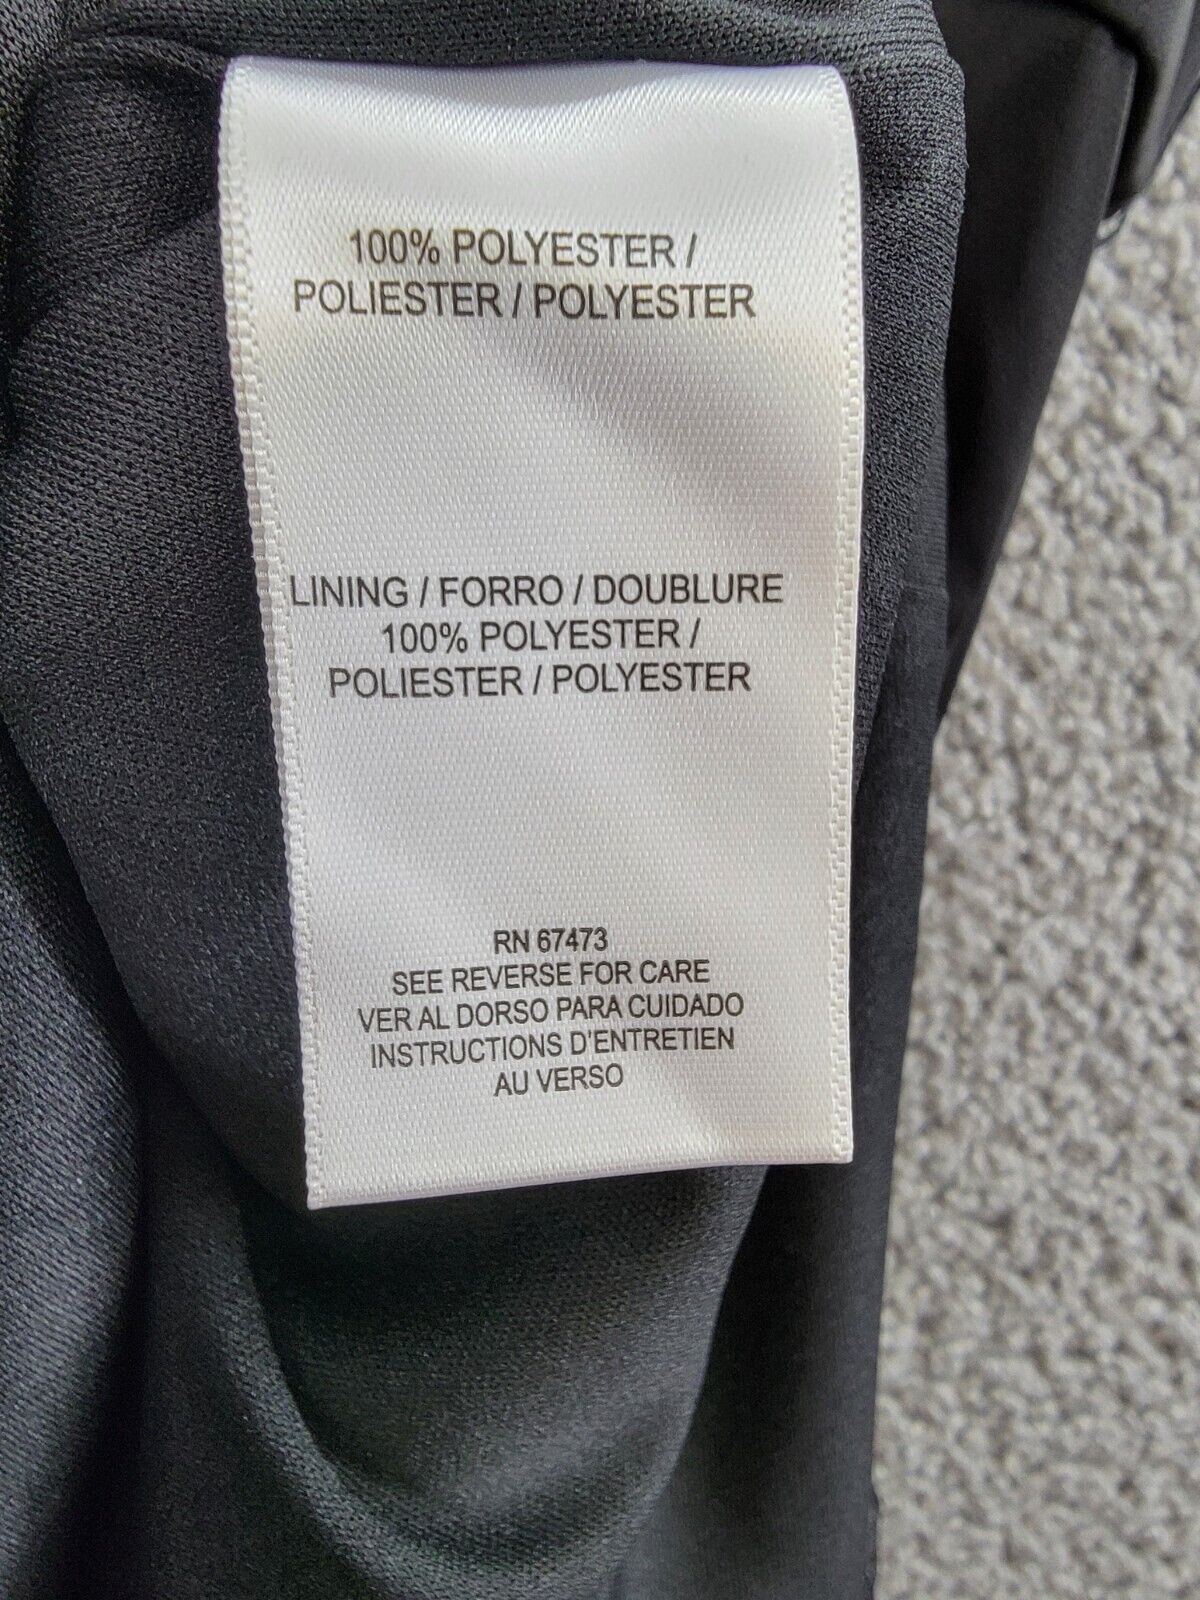 100% POLYESTER /
POLIESTER / POLYESTER
LINING / FORRO / DOUBLURE
100% POLYESTER /
POLIESTER / POLYESTER
RN 67473
SEE REVERSE FOR CARE
VER AL DORSO PARA CUIDADO
INSTRUCTIONS D'ENTRETIEN
AU VERSO